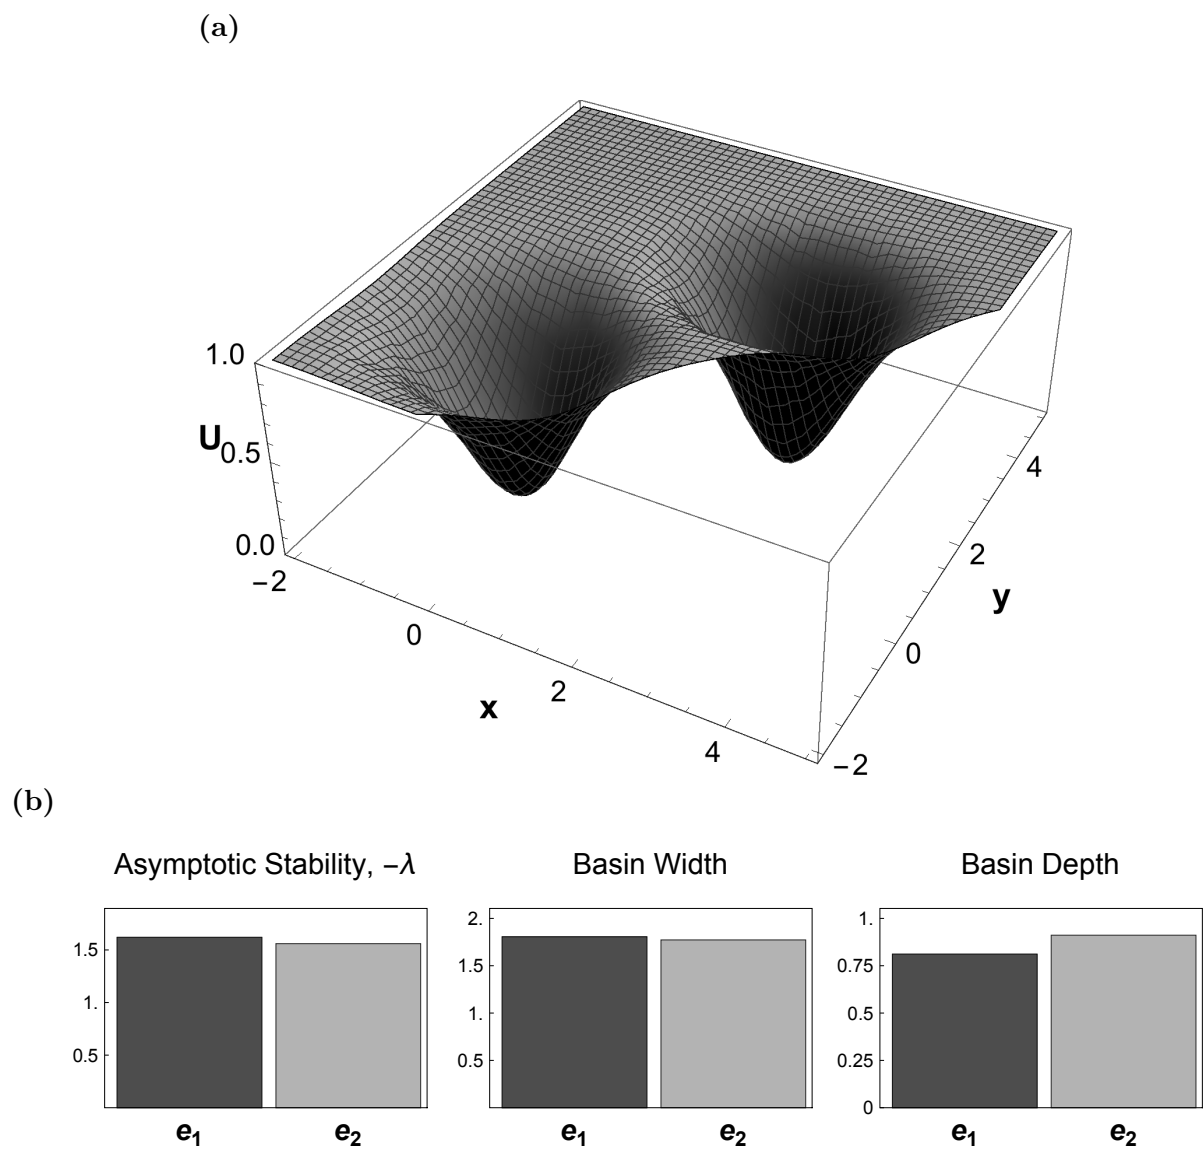 (a)
1.0
U
0.5
0.0
−2
0
2
4
x
−2
0
2
4
y
(b)
Asymptotic Stability, −λ
1.5
1.
0.5
e1
e2
Basin Width
2.
1.5
1.
0.5
e1
e2
Basin Depth
1.
0.75
0.5
0.25
0
e1
e2